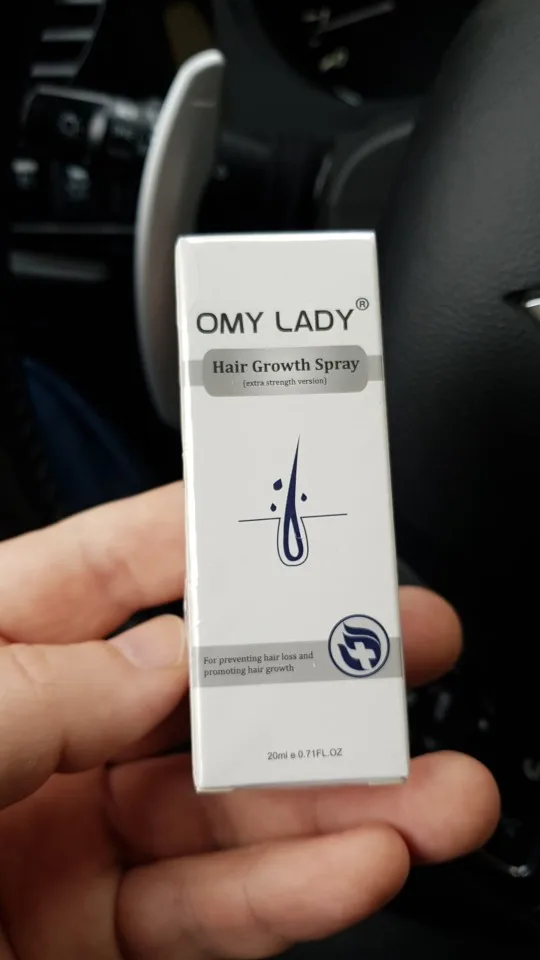 OMY LADY®
Hair Growth Spray
(extra strength version)
For preventing hair loss and
promoting hair growth
20ml e 0.71FL.OZ